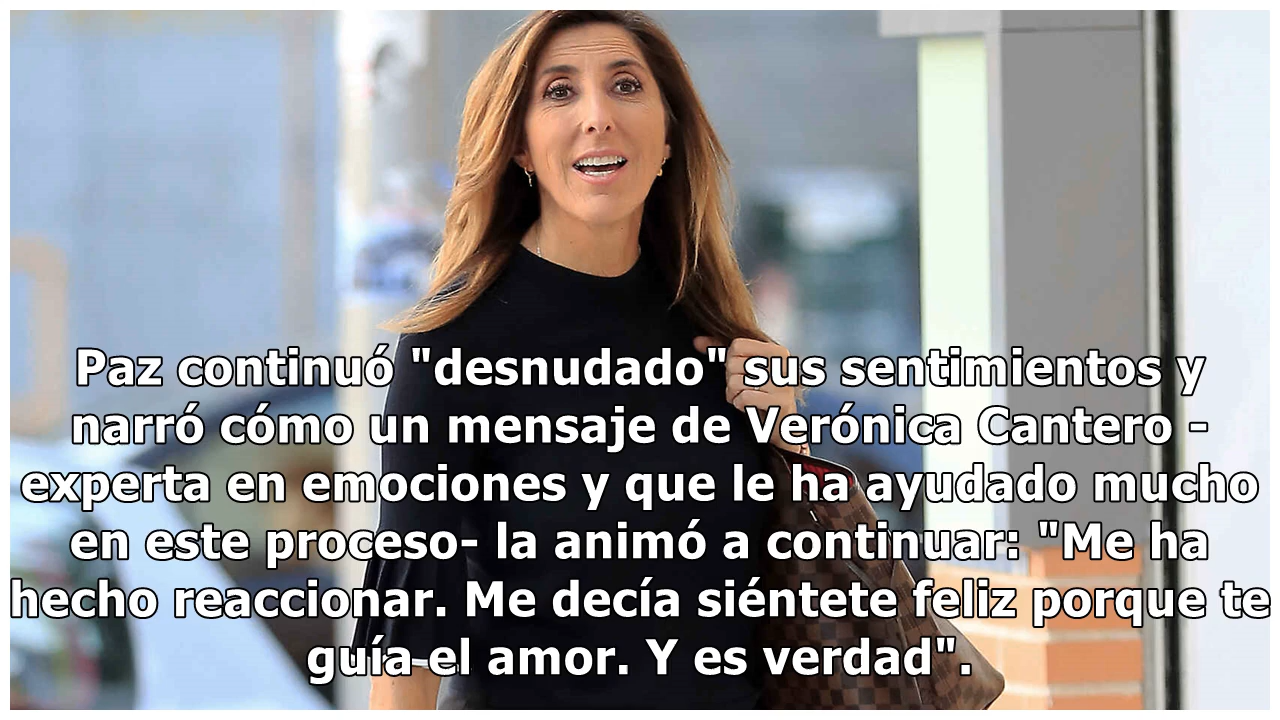 Paz continuó "desnudado" sus sentimientos y
narró cómo un mensaje de Verónica Cantero -
experta en emociones y que le ha ayudado mucho
en este proceso- la animó a continuar: "Me ha
hecho reaccionar. Me decía siéntete feliz porque te
guía el amor. Y es verdad".